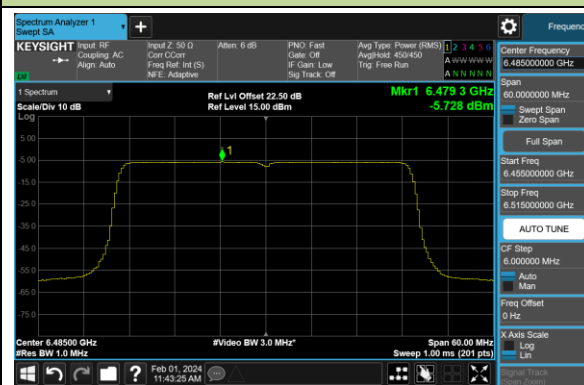 Spectrum Analyzer 1
Swept SA
+
Frequen
KEYSIGHT
Input: RF
Coupling: AC
Align: Auto
Input Z: 50 Ω
Corr CCorr
Freq Ref: Int (S)
NFE: Adaptive
Atten: 6 dB
PNO: Fast
Gate: Off
IF Gain: Low
Sig Track: Off
Avg Type: Power (RMS)
Avg|Hold: 450/450
Trig: Free Run
1 2 3 4 5 6
A W W W W W
A N N N N N
1 Spectrum
Scale/Div 10 dB
Log
Ref Lvl Offset 22.50 dB
Ref Level 15.00 dBm
Mkr1 6.479 3 GHz
-5.728 dBm
5.00
-5.00
-15.0
-25.0
-35.0
-45.0
-55.0
-65.0
-75.0
1
Center 6.48500 GHz
#Res BW 1.0 MHz
#Video BW 3.0 MHz*
Span 60.00 MHz
Sweep 1.00 ms (201 pts)
Feb 01, 2024
11:43:25 AM
Center Frequency
6.485000000 GHz
Span
60.0000000 MHz
Swept Span
Zero Span
Full Span
Start Freq
6.455000000 GHz
Stop Freq
6.515000000 GHz
AUTO TUNE
CF Step
6.000000 MHz
Auto
Man
Freq Offset
0 Hz
X Axis Scale
Log
Lin
Signal Track
(Span Zoom)